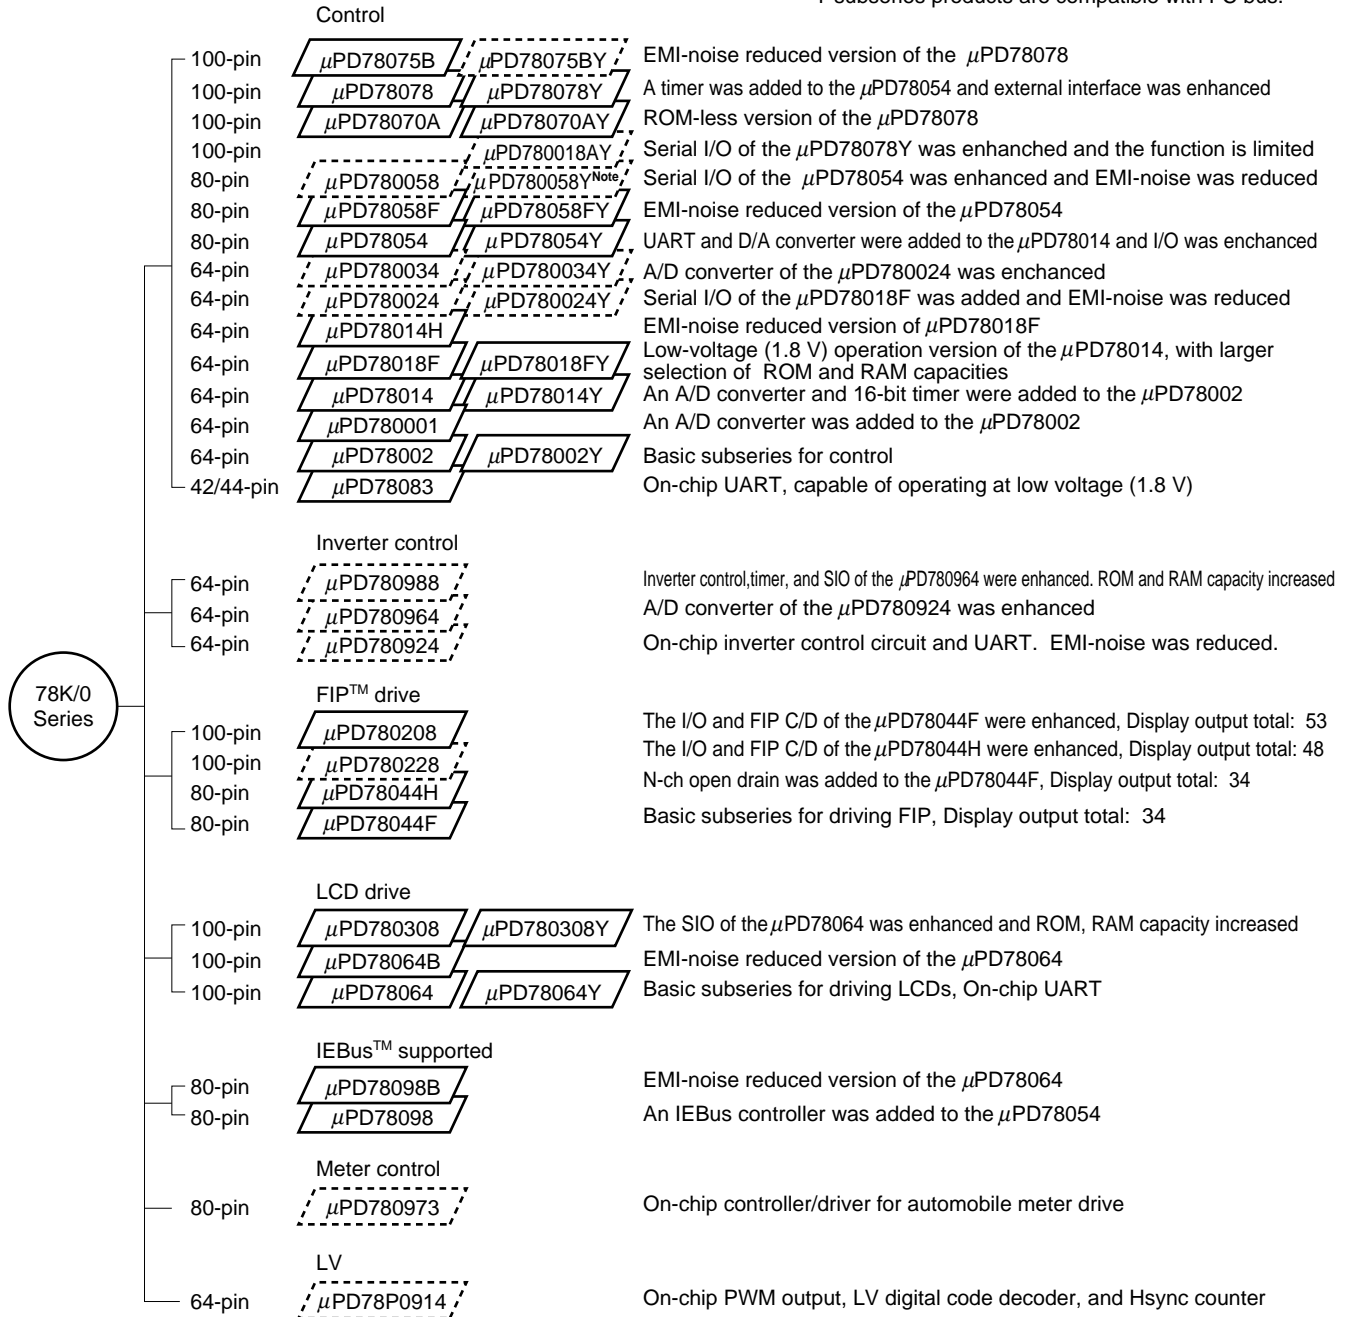 Y subseries products are compatible with I²C bus.
Control
100-pin μPD78075B μPD78075BY EMI-noise reduced version of the μPD78078
100-pin μPD78078 μPD78078Y A timer was added to the μPD78054 and external interface was enhanced
100-pin μPD78070A μPD78070AY ROM-less version of the μPD78078
100-pin μPD780018AY Serial I/O of the μPD78078Y was enhanched and the function is limited
80-pin μPD780058 μPD780058Y Note Serial I/O of the μPD78054 was enhanced and EMI-noise was reduced
80-pin μPD78058F μPD78058FY EMI-noise reduced version of the μPD78054
80-pin μPD78054 μPD78054Y UART and D/A converter were added to the μPD78014 and I/O was enchanced
64-pin μPD780034 μPD780034Y A/D converter of the μPD780024 was enchanced
64-pin μPD780024 μPD780024Y Serial I/O of the μPD78018F was added and EMI-noise was reduced
64-pin μPD78014H EMI-noise reduced version of μPD78018F
64-pin μPD78018F μPD78018FY Low-voltage (1.8 V) operation version of the μPD78014, with larger
selection of ROM and RAM capacities
64-pin μPD78014 μPD78014Y An A/D converter and 16-bit timer were added to the μPD78002
64-pin μPD780001 An A/D converter was added to the μPD78002
64-pin μPD78002 μPD78002Y Basic subseries for control
42/44-pin μPD78083 On-chip UART, capable of operating at low voltage (1.8 V)
Inverter control
64-pin μPD780988 Inverter control,timer, and SIO of the μPD780964 were enhanced. ROM and RAM capacity increased
64-pin μPD780964 A/D converter of the μPD780924 was enhanced
64-pin μPD780924 On-chip inverter control circuit and UART. EMI-noise was reduced.
78K/0
Series
FIP™ drive
100-pin μPD780208 The I/O and FIP C/D of the μPD78044F were enhanced, Display output total: 53
100-pin μPD780228 The I/O and FIP C/D of the μPD78044H were enhanced, Display output total: 48
80-pin μPD78044H N-ch open drain was added to the μPD78044F, Display output total: 34
80-pin μPD78044F Basic subseries for driving FIP, Display output total: 34
LCD drive
100-pin μPD780308 μPD780308Y The SIO of the μPD78064 was enhanced and ROM, RAM capacity increased
100-pin μPD78064B EMI-noise reduced version of the μPD78064
100-pin μPD78064 μPD78064Y Basic subseries for driving LCDs, On-chip UART
IEBus™ supported
80-pin μPD78098B EMI-noise reduced version of the μPD78064
80-pin μPD78098 An IEBus controller was added to the μPD78054
Meter control
80-pin μPD780973 On-chip controller/driver for automobile meter drive
LV
64-pin μPD78P0914 On-chip PWM output, LV digital code decoder, and Hsync counter